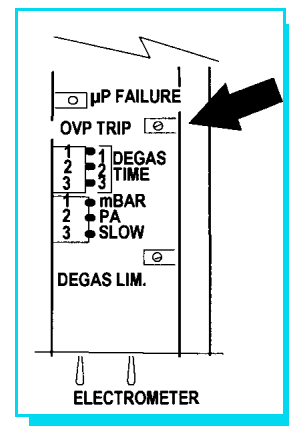 µP FAILURE
OVP TRIP
1 1 DEGAS
2 2 TIME
3 3
1 mBAR
2 PA
3 SLOW
DEGAS LIM.
ELECTROMETER